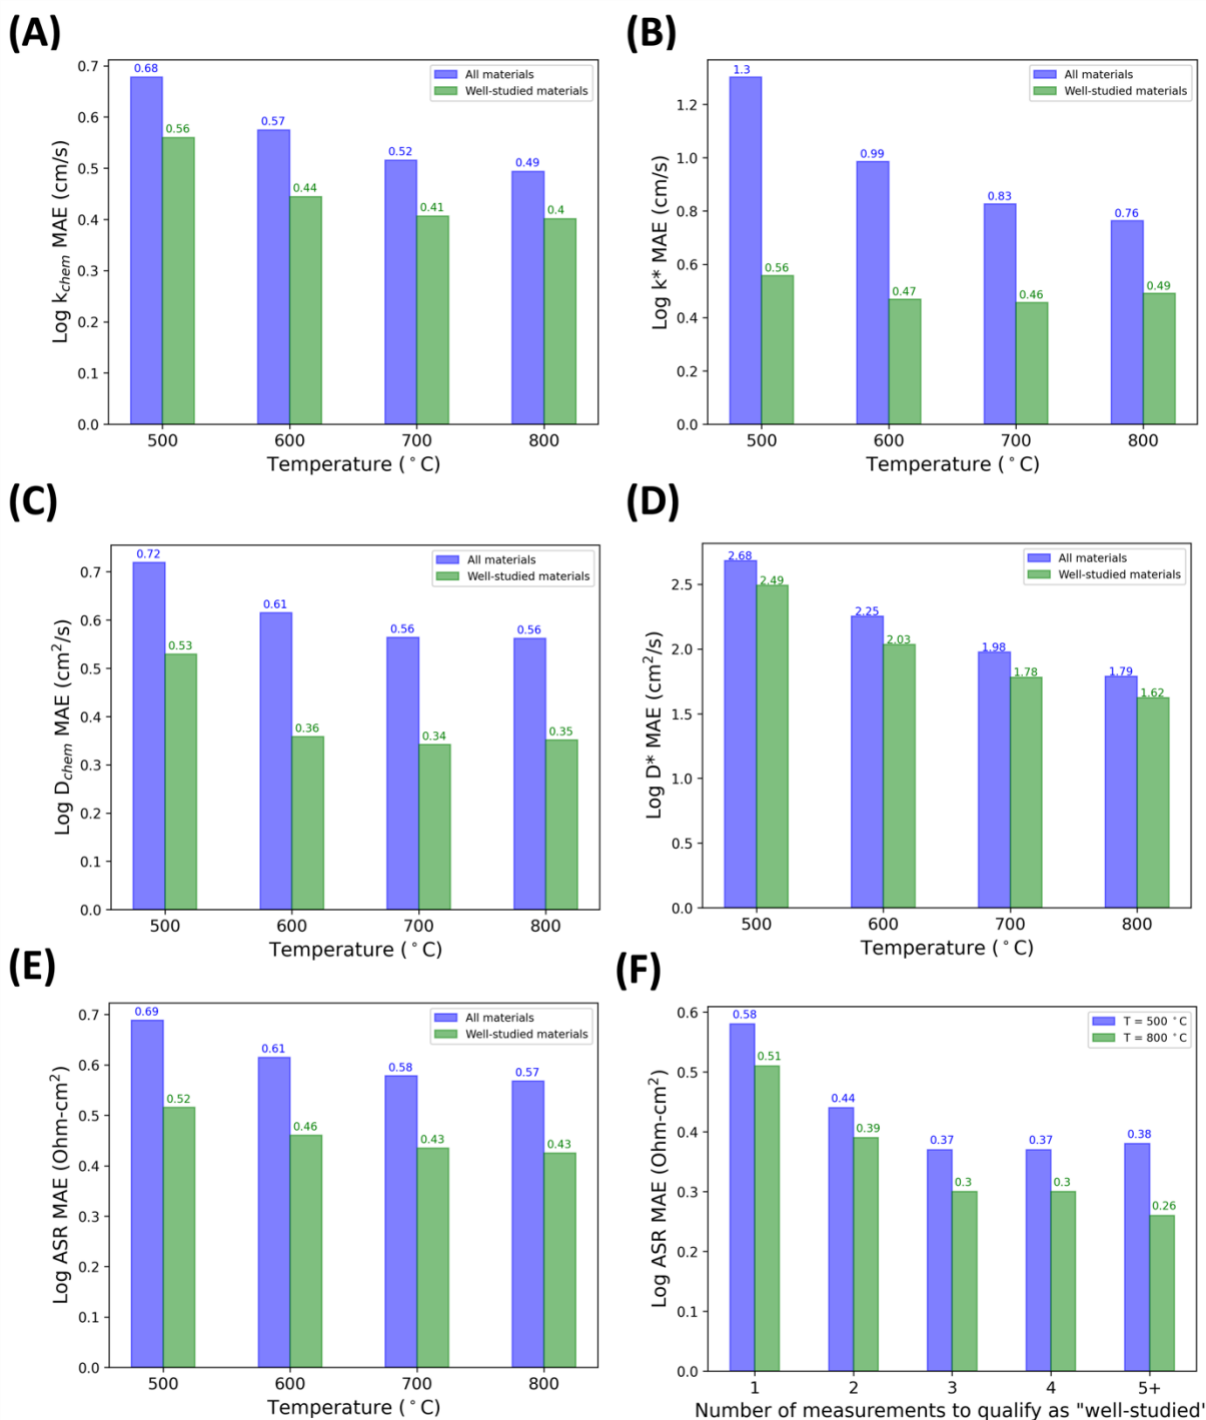 (A)
Log k_chem MAE (cm/s)
0.7
0.6
0.5
0.4
0.3
0.2
0.1
0.0
0.68
0.56
0.57
0.44
0.52
0.41
0.49
0.4
All materials
Well-studied materials
500 600 700 800
Temperature (°C)
(B)
Log k* MAE (cm/s)
1.2
1.0
0.8
0.6
0.4
0.2
0.0
1.3
0.56
0.99
0.47
0.83
0.46
0.76
0.49
All materials
Well-studied materials
500 600 700 800
Temperature (°C)
(C)
Log D_chem MAE (cm²/s)
0.7
0.6
0.5
0.4
0.3
0.2
0.1
0.0
0.72
0.53
0.61
0.36
0.56
0.34
0.56
0.35
All materials
Well-studied materials
500 600 700 800
Temperature (°C)
(D)
Log D* MAE (cm²/s)
2.5
2.0
1.5
1.0
0.5
0.0
2.68
2.49
2.25
2.03
1.98
1.78
1.79
1.62
All materials
Well-studied materials
500 600 700 800
Temperature (°C)
(E)
Log ASR MAE (Ohm-cm²)
0.7
0.6
0.5
0.4
0.3
0.2
0.1
0.0
0.69
0.52
0.61
0.46
0.58
0.43
0.57
0.43
All materials
Well-studied materials
500 600 700 800
Temperature (°C)
(F)
Log ASR MAE (Ohm-cm²)
0.6
0.5
0.4
0.3
0.2
0.1
0.0
0.58
0.51
0.44
0.39
0.37
0.3
0.37
0.3
0.38
0.26
T = 500 °C
T = 800 °C
1 2 3 4 5+
Number of measurements to qualify as "well-studied"